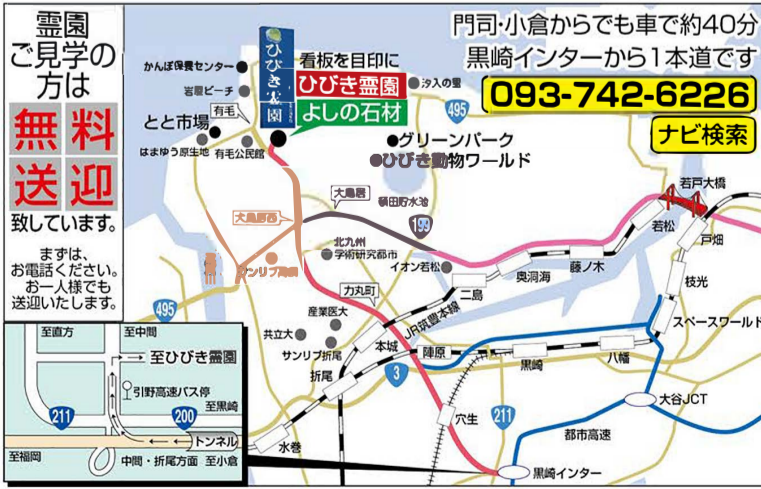 霊園
ご見学の
方は
無料
送迎
致しています。
まずは、
お電話ください。
お一人様でも
送迎いたします。
門司・小倉からでも車で約40分
黒崎インターから1本道です
093-742-6226
ナビ検索
看板を目印に
ひびき霊園
よしの石材
ひびき霊園
かんぽ保養センター
岩屋ビーチ
有毛
とと市場
はまゆう原生地
有毛公民館
汐入の里
495
グリーンパーク
ひびき動物ワールド
頓田貯水池
大鳥居
大鳥居西
199
北九州
学術研究都市
イオン若松
若戸大橋
若松
戸畑
藤ノ木
奥洞海
二島
枝光
スペースワールド
495
力丸町
産業医大
共立大
サンリブ折尾
JR筑豊本線
本城
陣原
折尾
3
黒崎
八幡
水巻
穴生
211
大谷JCT
都市高速
黒崎インター
至直方
至中間
至ひびき霊園
引野高速バス停
至黒崎
211
200
トンネル
至福岡
中間・折尾方面
至小倉